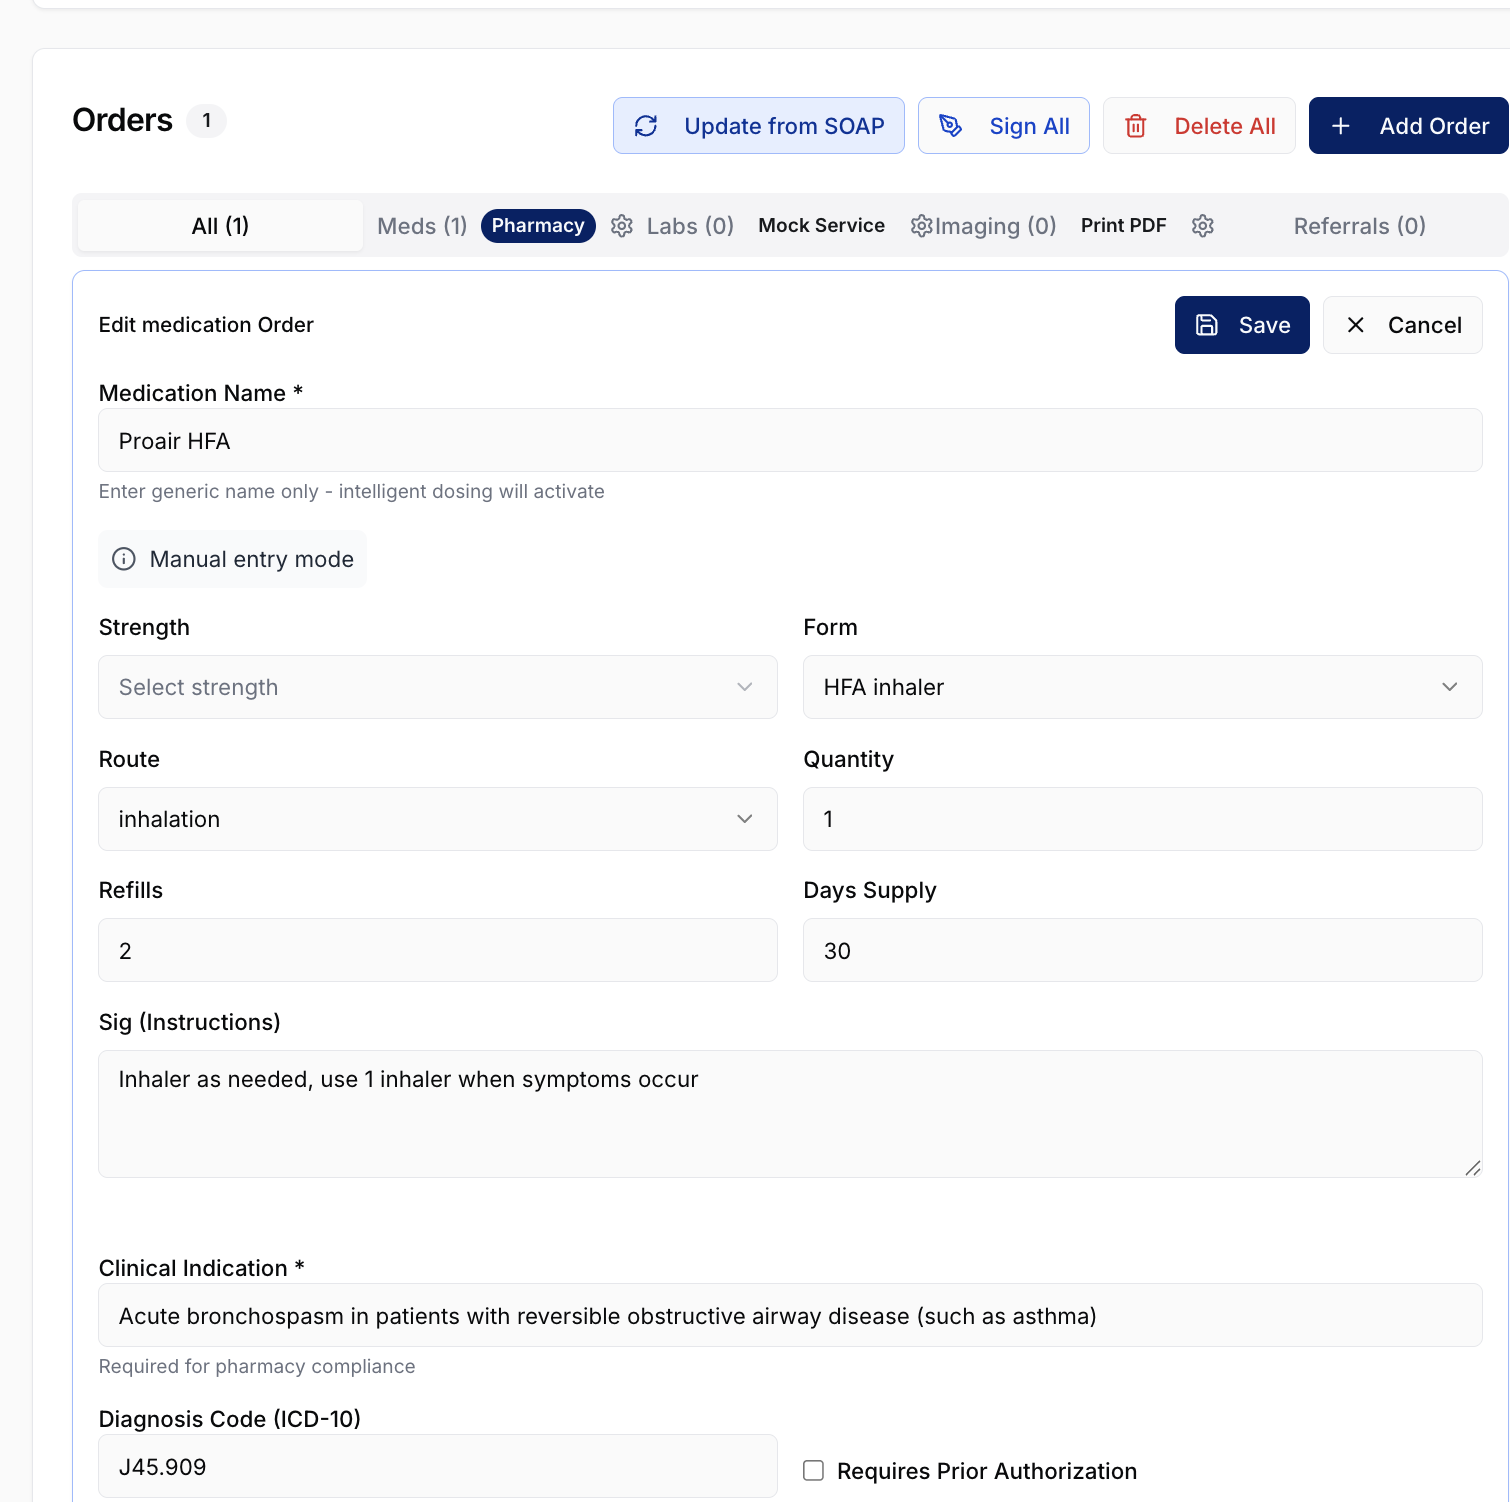 Orders 1
Update from SOAP
Sign All
Delete All
Add Order
All (1)
Meds (1) Pharmacy
Labs (0) Mock Service
Imaging (0) Print PDF
Referrals (0)
Edit medication Order
Save
Cancel
Medication Name *
Proair HFA
Enter generic name only - intelligent dosing will activate
Manual entry mode
Strength
Select strength
Form
HFA inhaler
Route
inhalation
Quantity
1
Refills
2
Days Supply
30
Sig (Instructions)
Inhaler as needed, use 1 inhaler when symptoms occur
Clinical Indication *
Acute bronchospasm in patients with reversible obstructive airway disease (such as asthma)
Required for pharmacy compliance
Diagnosis Code (ICD-10)
J45.909
Requires Prior Authorization